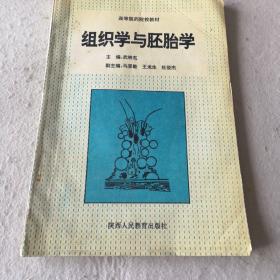 高等医药院校教材
组织学与胚胎学
主 编
副主编
陕西人民教育出版社